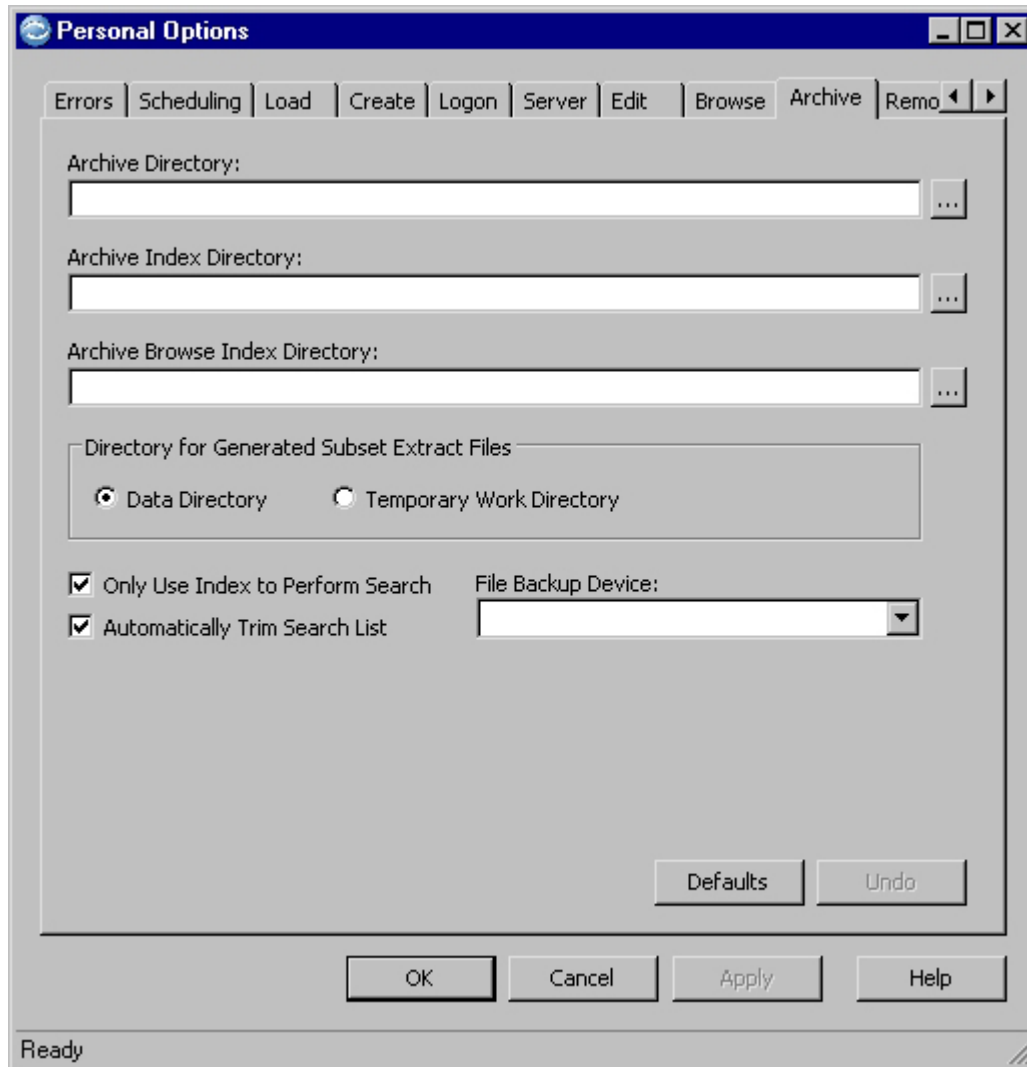 Personal Options
Errors Scheduling Load Create Logon Server Edit Browse Archive Remo
Archive Directory:
...
Archive Index Directory:
...
Archive Browse Index Directory:
...
Directory for Generated Subset Extract Files
Data Directory Temporary Work Directory
Only Use Index to Perform Search File Backup Device:
Automatically Trim Search List
Defaults Undo
OK Cancel Apply Help
Ready